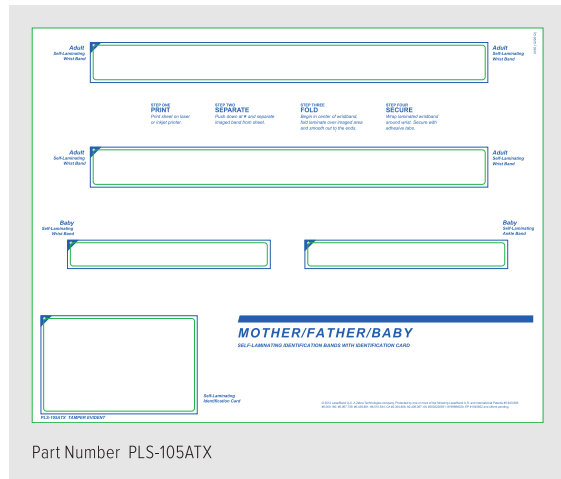 Adult
Self-Laminating
Wrist Band
Adult
Self-Laminating
Wrist Band
STEP ONE
PRINT
Print sheet on laser
or inkjet printer
STEP TWO
SEPARATE
Push down at and separate
imaged band from sheet.
STEP THREE
FOLD
Begin in center of wristband,
fold laminate over imaged area
and smooth out to the ends.
STEP FOUR
SECURE
Wrap laminated wristband
around wrist. Secure with
adhesive tabs.
Adult
Self-Laminating
Wrist Band
Adult
Self-Laminating
Wrist Band
Baby
Self-Laminating
Wrist Band
Baby
Self-Laminating
Ankle Band
MOTHER/FATHER/BABY
SELF-LAMINATING IDENTIFICATION BANDS WITH IDENTIFICATION CARD
Self-Laminating
Identification Card
PLS-105ATX TAMPER EVIDENT
Part Number PLS-105ATX